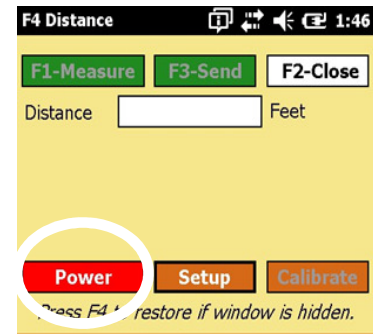 F4 Distance 1:46
F1-Measure F3-Send F2-Close
Distance Feet
Power Setup Calibrate
Press F4 to restore if window is hidden.